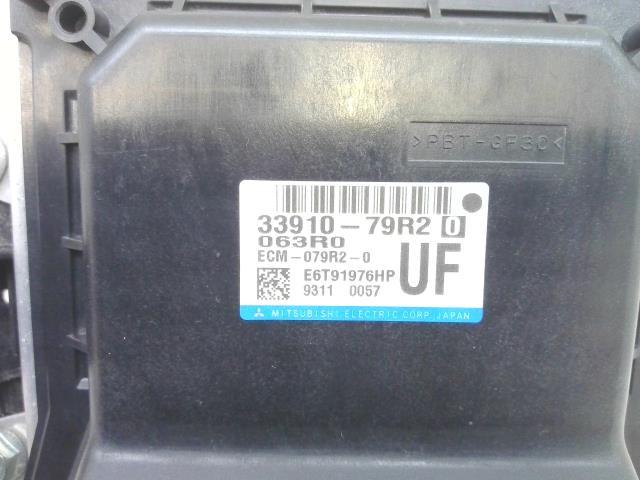 >PBT-GF30<
33910-79R2 0
063R0
ECM-079R2-0
UF
E6T91976HP
9311 0057
MITSUBISHI ELECTRIC CORP. JAPAN